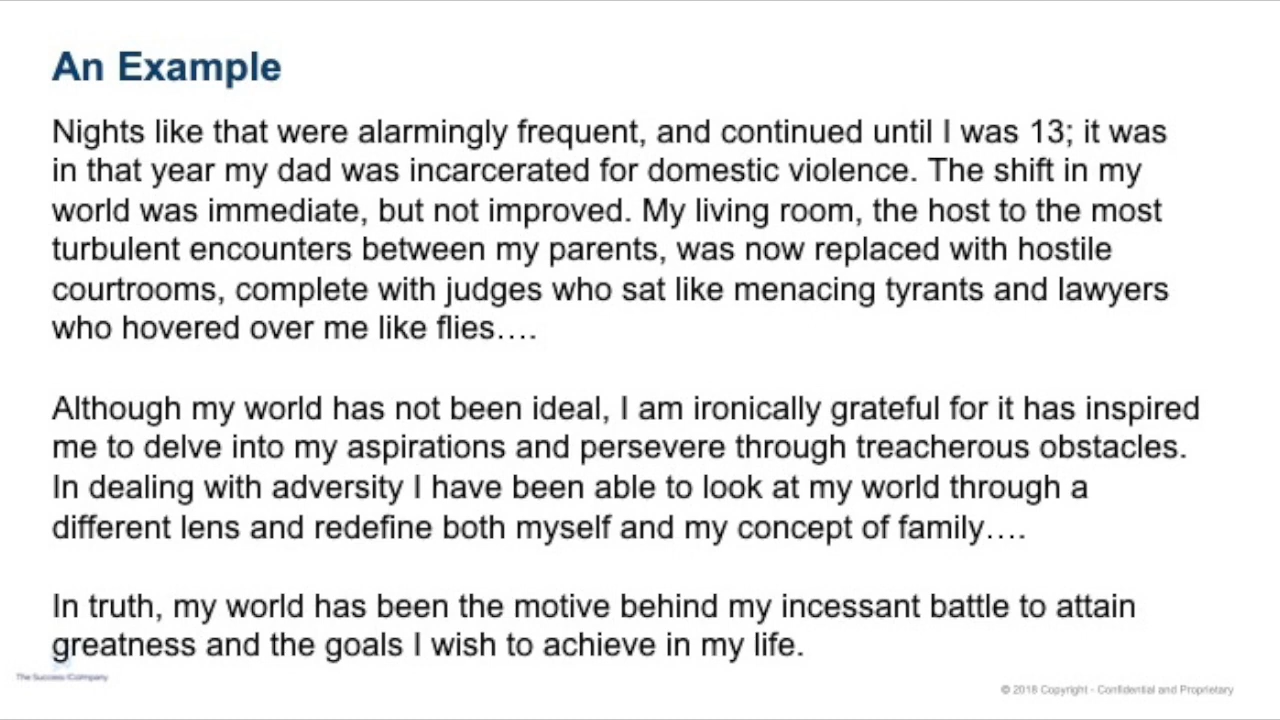 An Example
Nights like that were alarmingly frequent, and continued until I was 13; it was
in that year my dad was incarcerated for domestic violence. The shift in my
world was immediate, but not improved. My living room, the host to the most
turbulent encounters between my parents, was now replaced with hostile
courtrooms, complete with judges who sat like menacing tyrants and lawyers
who hovered over me like flies….
Although my world has not been ideal, I am ironically grateful for it has inspired
me to delve into my aspirations and persevere through treacherous obstacles.
In dealing with adversity I have been able to look at my world through a
different lens and redefine both myself and my concept of family….
In truth, my world has been the motive behind my incessant battle to attain
greatness and the goals I wish to achieve in my life.
The Success Company
© 2018 Copyright - Confidential and Proprietary